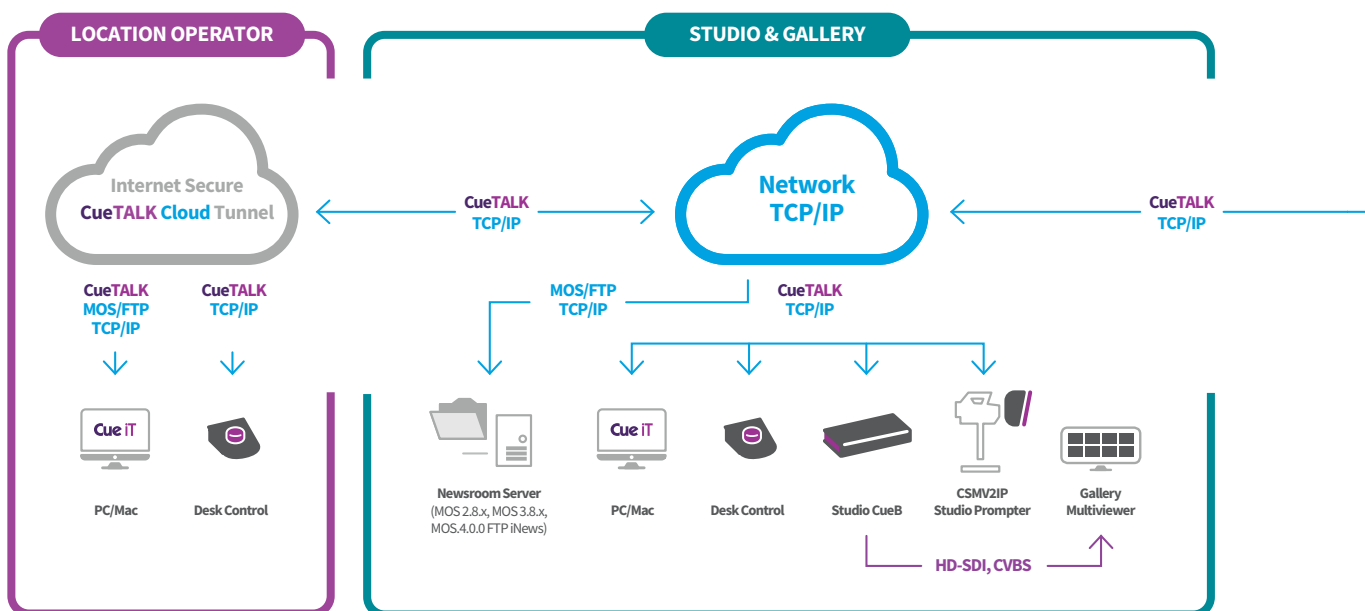 LOCATION OPERATOR
STUDIO & GALLERY
Internet Secure
CueTALK Cloud Tunnel
CueTALK
TCP/IP
Network
TCP/IP
CueTALK
TCP/IP
CueTALK
MOS/FTP
TCP/IP
CueTALK
TCP/IP
MOS/FTP
TCP/IP
CueTALK
TCP/IP
Cue iT
Cue iT
PC/Mac
Desk Control
Newsroom Server
(MOS 2.8.x, MOS 3.8.x,
MOS.4.0.0 FTP iNews)
PC/Mac
Desk Control
Studio CueB
CSMV2IP
Studio Prompter
Gallery
Multiviewer
HD-SDI, CVBS